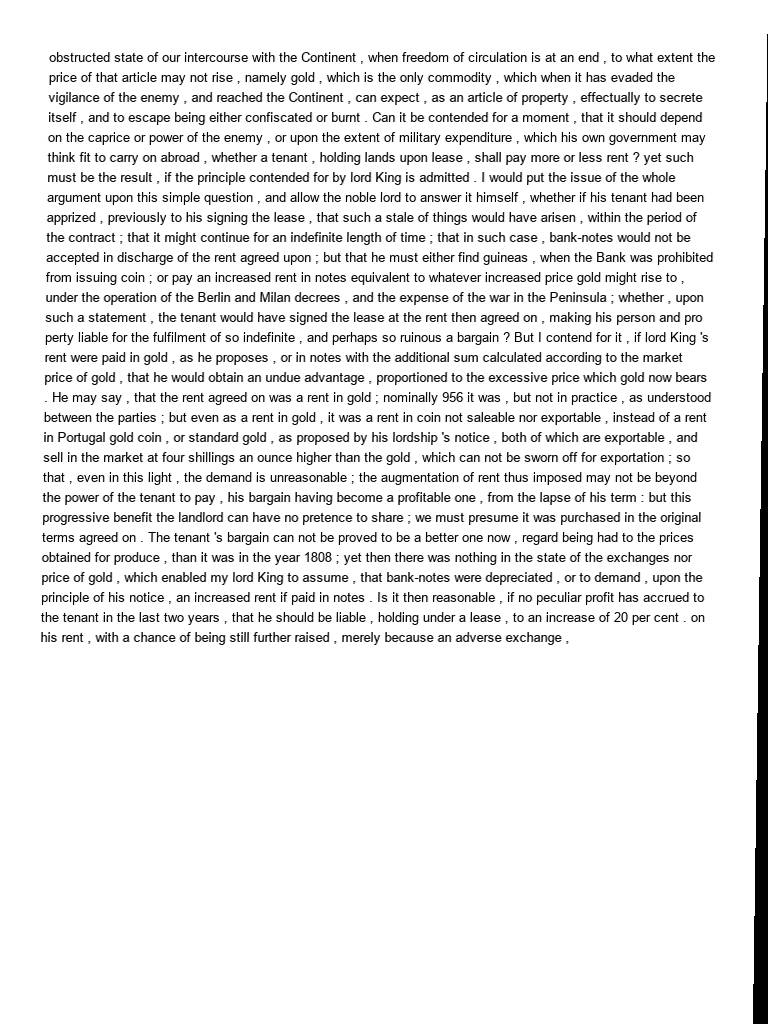 obstructed state of our intercourse with the Continent , when freedom of circulation is at an end , to what extent the
price of that article may not rise , namely gold , which is the only commodity , which when it has evaded the
vigilance of the enemy , and reached the Continent , can expect , as an article of property , effectually to secrete
itself , and to escape being either confiscated or burnt . Can it be contended for a moment , that it should depend
on the caprice or power of the enemy , or upon the extent of military expenditure , which his own government may
think fit to carry on abroad , whether a tenant , holding lands upon lease , shall pay more or less rent ? yet such
must be the result , if the principle contended for by lord King is admitted . I would put the issue of the whole
argument upon this simple question , and allow the noble lord to answer it himself , whether if his tenant had been
apprized , previously to his signing the lease , that such a stale of things would have arisen , within the period of
the contract ; that it might continue for an indefinite length of time ; that in such case , bank-notes would not be
accepted in discharge of the rent agreed upon ; but that he must either find guineas , when the Bank was prohibited
from issuing coin ; or pay an increased rent in notes equivalent to whatever increased price gold might rise to ,
under the operation of the Berlin and Milan decrees , and the expense of the war in the Peninsula ; whether , upon
such a statement , the tenant would have signed the lease at the rent then agreed on , making his person and pro
perty liable for the fulfilment of so indefinite , and perhaps so ruinous a bargain ? But I contend for it , if lord King 's
rent were paid in gold , as he proposes , or in notes with the additional sum calculated according to the market
price of gold , that he would obtain an undue advantage , proportioned to the excessive price which gold now bears
. He may say , that the rent agreed on was a rent in gold ; nominally 956 it was , but not in practice , as understood
between the parties ; but even as a rent in gold , it was a rent in coin not saleable nor exportable , instead of a rent
in Portugal gold coin , or standard gold , as proposed by his lordship 's notice , both of which are exportable , and
sell in the market at four shillings an ounce higher than the gold , which can not be sworn off for exportation ; so
that , even in this light , the demand is unreasonable ; the augmentation of rent thus imposed may not be beyond
the power of the tenant to pay , his bargain having become a profitable one , from the lapse of his term : but this
progressive benefit the landlord can have no pretence to share ; we must presume it was purchased in the original
terms agreed on . The tenant 's bargain can not be proved to be a better one now , regard being had to the prices
obtained for produce , than it was in the year 1808 ; yet then there was nothing in the state of the exchanges nor
price of gold , which enabled my lord King to assume , that bank-notes were depreciated , or to demand , upon the
principle of his notice , an increased rent if paid in notes . Is it then reasonable , if no peculiar profit has accrued to
the tenant in the last two years , that he should be liable , holding under a lease , to an increase of 20 per cent . on
his rent , with a chance of being still further raised , merely because an adverse exchange ,